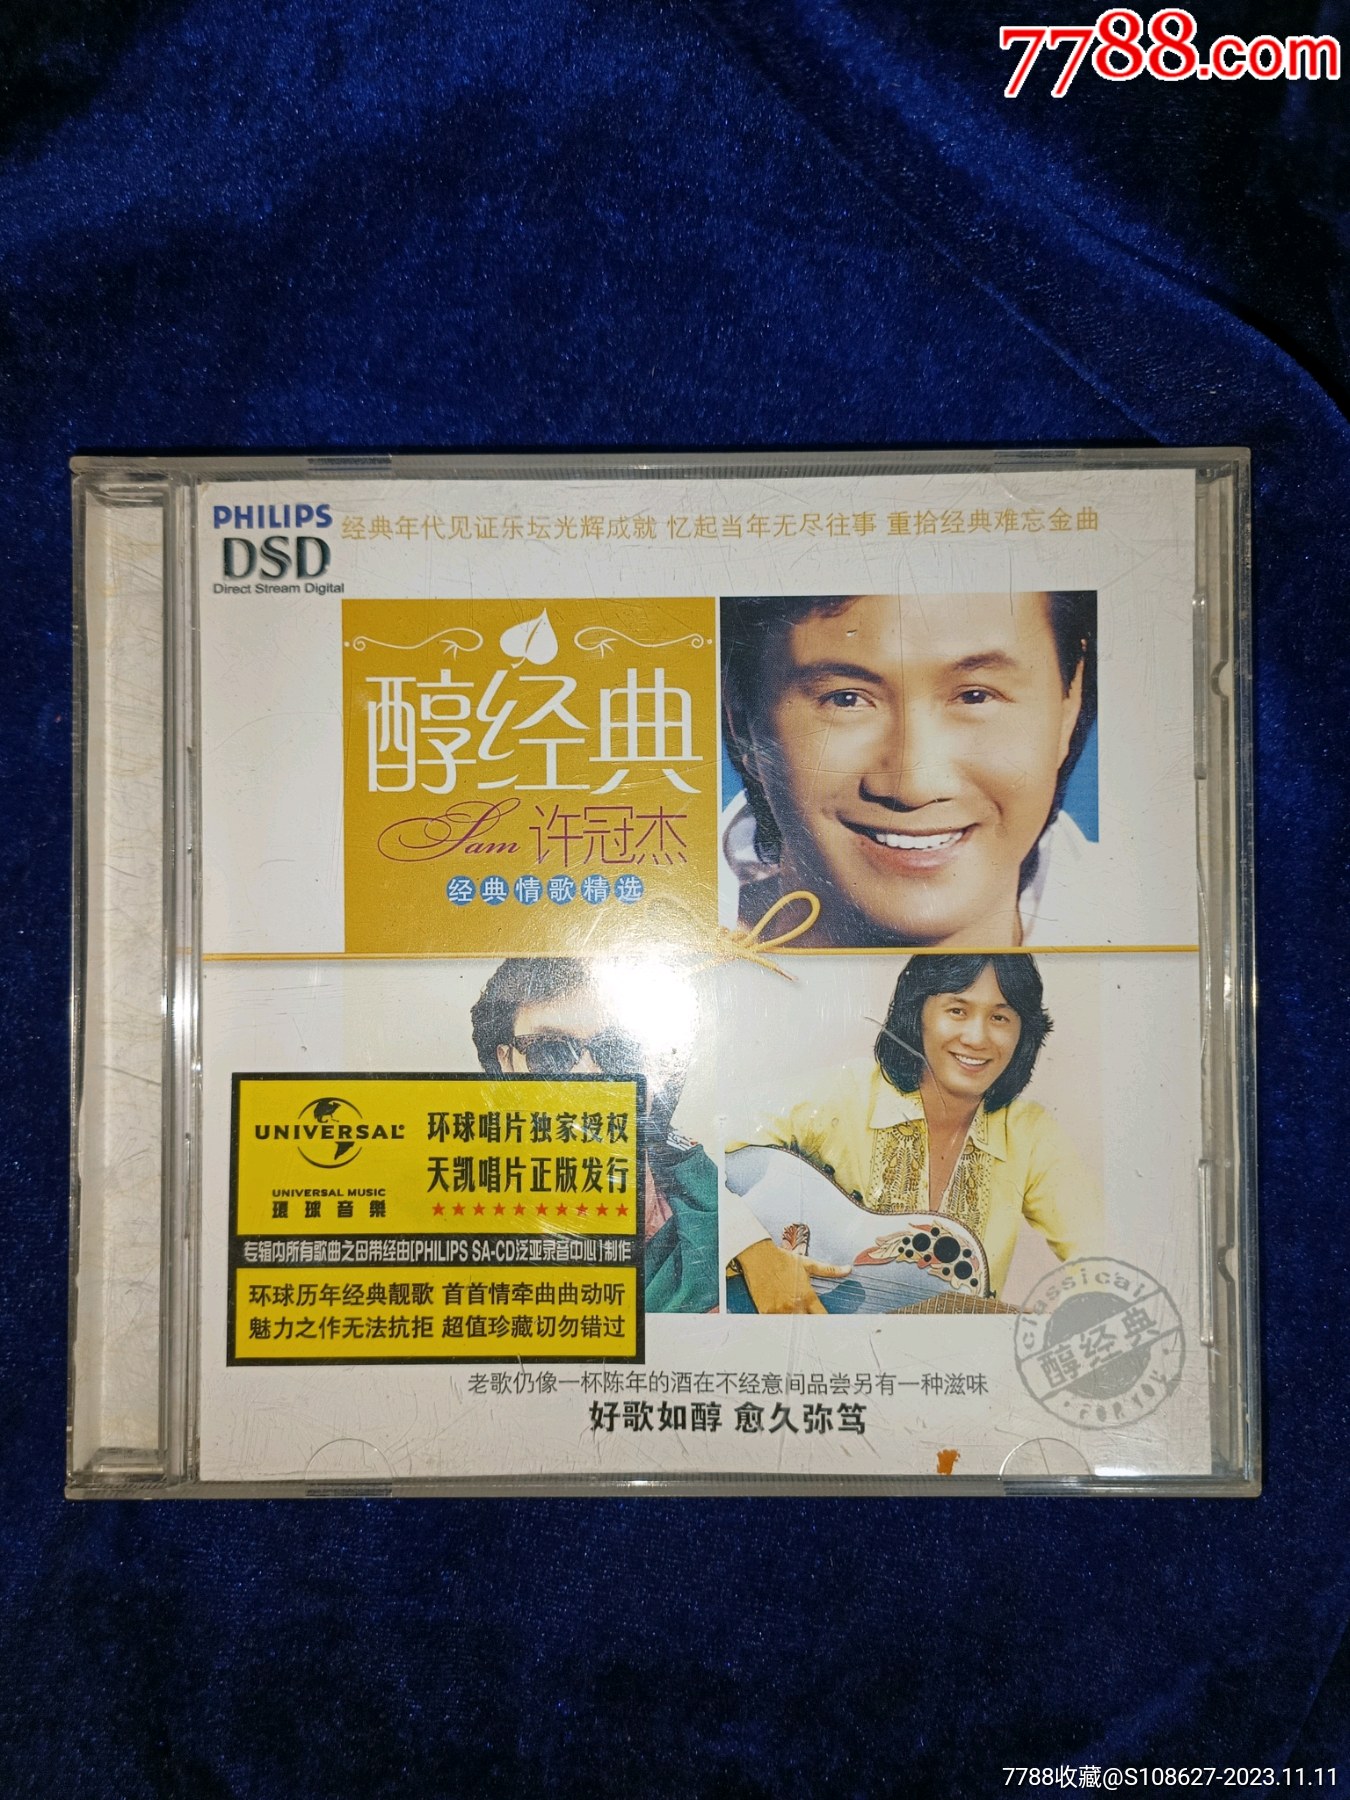 7788.com
PHILIPS
DSD
Direct Stream Digital
经典年代见证乐坛光辉成就 忆起当年无尽往事 重拾经典难忘金曲
醇经典
Sam 许冠杰
经典情歌精选
UNIVERSAL
UNIVERSAL MUSIC
環球音樂
环球唱片独家授权
天凯唱片正版发行
★★★★★★★★★★
专辑内所有歌曲之母带经由[PHILIPS SA-CD泛亚录音中心]制作
环球历年经典靓歌 首首情牵曲曲动听
魅力之作无法抗拒 超值珍藏切勿错过
classical
醇经典
FOR YOU
老歌仍像一杯陈年的酒在不经意间品尝另有一种滋味
好歌如醇 愈久弥笃
7788收藏@S108627-2023.11.11